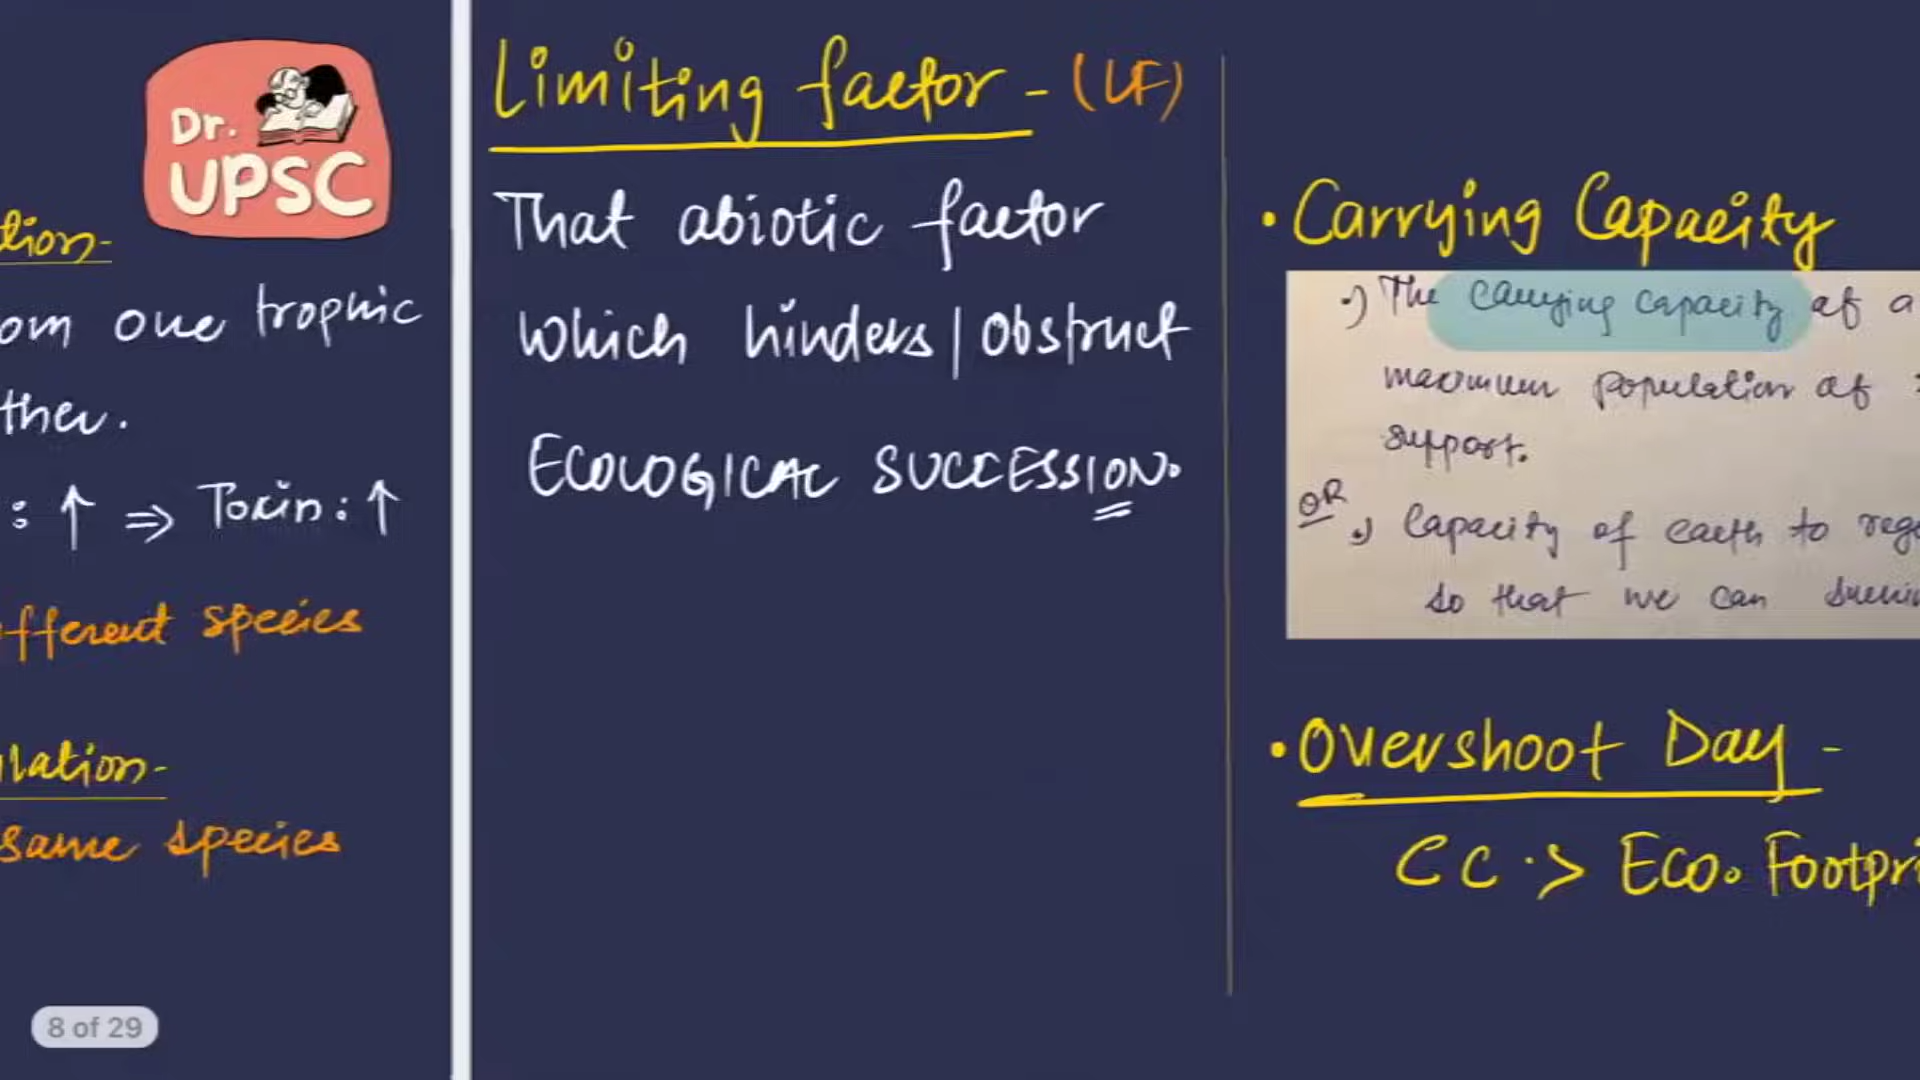 Dr.
UPSC
tion-
om one trophic
ther.
: ↑ ⇒ Toxin: ↑
fferent species
lation-
same species
8 of 29
Limiting factor - (LF)
That abiotic factor
which hinders / obstruct
ECOLOGICAL SUCCESSION.
• Carrying Capacity
•) The carrying capacity of a
maximum population of
support.
OR
•) Capacity of earth to rege
so that we can
• Overshoot Day -
CC > Eco. Footpri